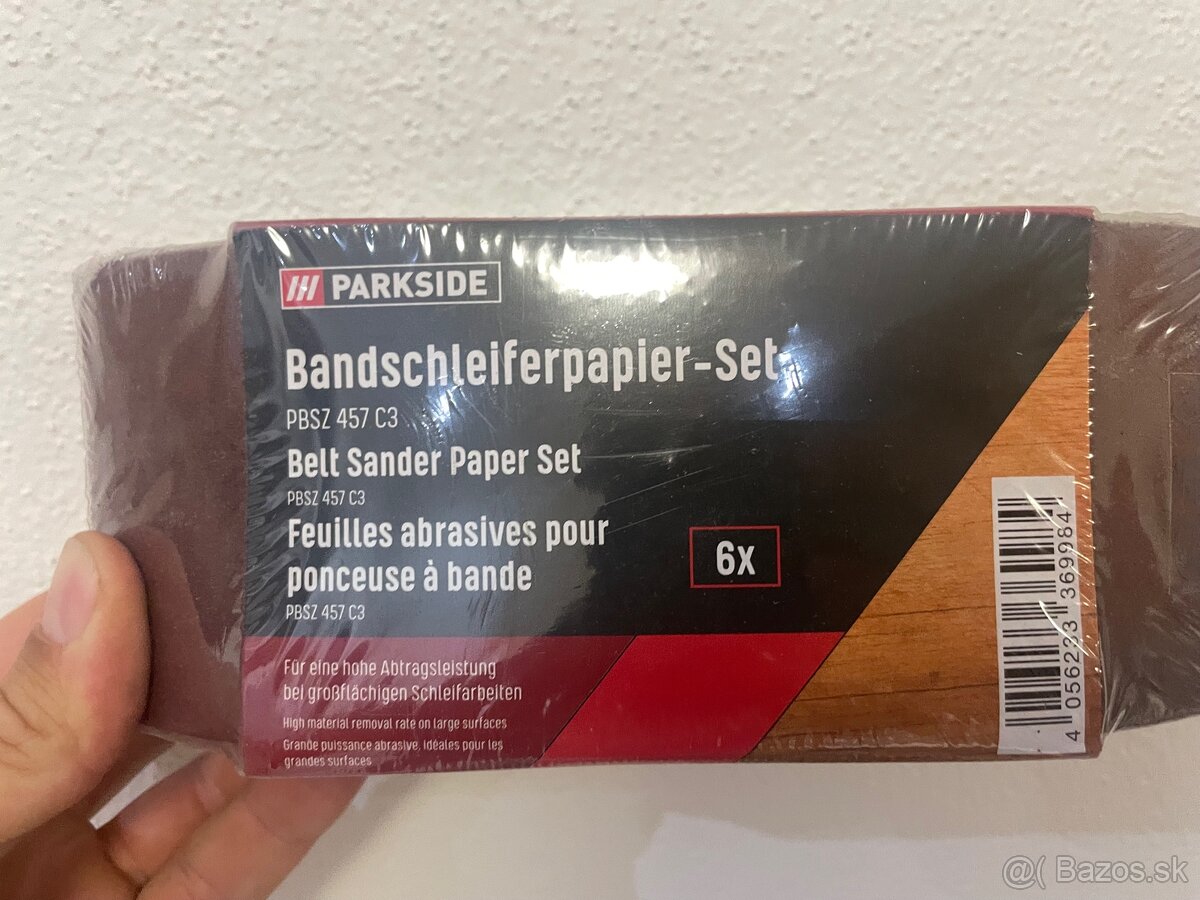 PARKSIDE
Bandschleiferpapier-Set
PBSZ 457 C3
Belt Sander Paper Set
PBSZ 457 C3
Feuilles abrasives pour
ponceuse à bande
PBSZ 457 C3
6x
Für eine hohe Abtragsleistung
bei großflächigen Schleifarbeiten
High material removal rate on large surfaces
Grande puissance abrasive, idéales pour les
grandes surfaces
4 056233 369984
@( Bazos.sk